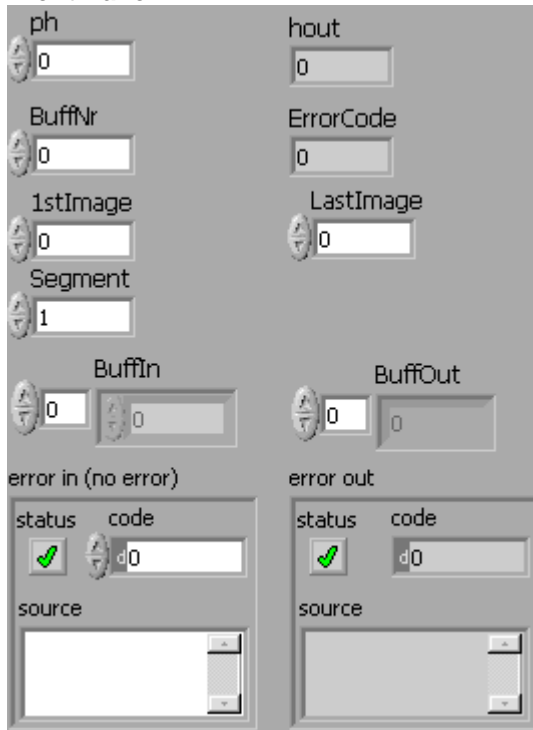 ph
hout
0
0
BuffNr
ErrorCode
0
0
1stImage
LastImage
0
0
Segment
1
BuffIn
BuffOut
0
0
0
0
error in (no error)
error out
status code
status code
d0
d0
source
source